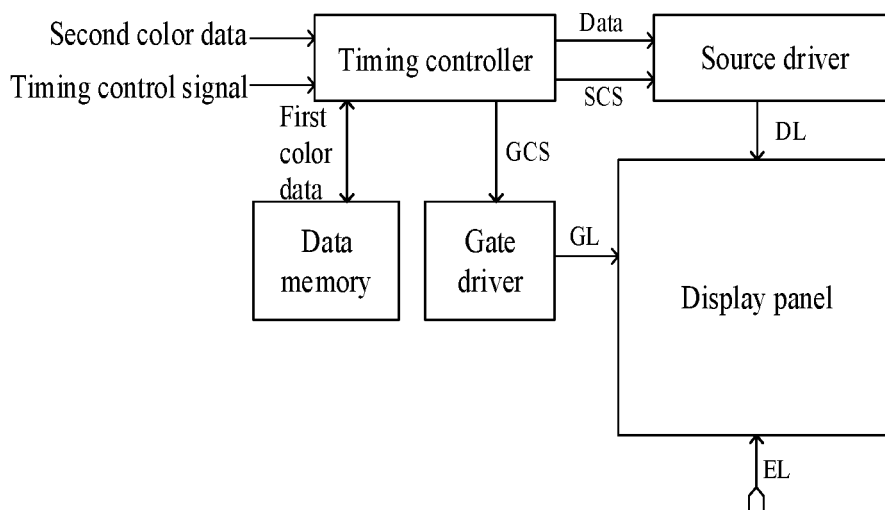 Second color data
Timing control signal
Timing controller
Data
SCS
Source driver
First
color
data
GCS
DL
Data
memory
Gate
driver
GL
Display panel
EL